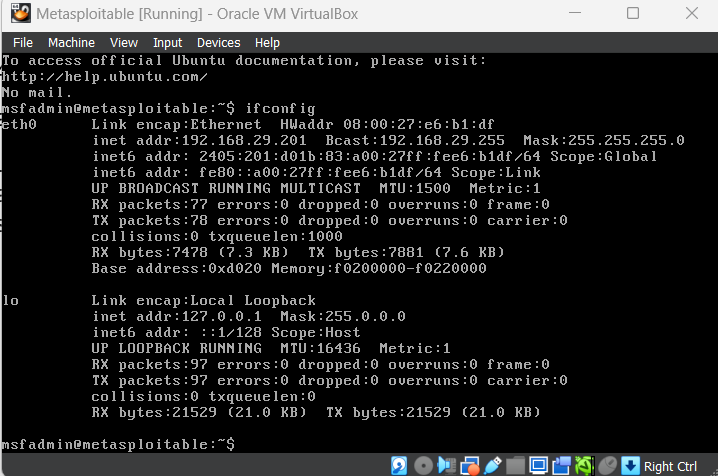 Metasploitable [Running] - Oracle VM VirtualBox
File Machine View Input Devices Help
To access official Ubuntu documentation, please visit:
http://help.ubuntu.com/
No mail.
msfadmin@metasploitable:~$ ifconfig
eth0      Link encap:Ethernet  HWaddr 08:00:27:e6:b1:df
          inet addr:192.168.29.201  Bcast:192.168.29.255  Mask:255.255.255.0
          inet6 addr: 2405:201:d01b:83:a00:27ff:fee6:b1df/64 Scope:Global
          inet6 addr: fe80::a00:27ff:fee6:b1df/64 Scope:Link
          UP BROADCAST RUNNING MULTICAST  MTU:1500  Metric:1
          RX packets:77 errors:0 dropped:0 overruns:0 frame:0
          TX packets:78 errors:0 dropped:0 overruns:0 carrier:0
          collisions:0 txqueuelen:1000
          RX bytes:7478 (7.3 KB)  TX bytes:7881 (7.6 KB)
          Base address:0xd020 Memory:f0200000-f0220000
lo        Link encap:Local Loopback
          inet addr:127.0.0.1  Mask:255.0.0.0
          inet6 addr: ::1/128 Scope:Host
          UP LOOPBACK RUNNING  MTU:16436  Metric:1
          RX packets:97 errors:0 dropped:0 overruns:0 frame:0
          TX packets:97 errors:0 dropped:0 overruns:0 carrier:0
          collisions:0 txqueuelen:0
          RX bytes:21529 (21.0 KB)  TX bytes:21529 (21.0 KB)
msfadmin@metasploitable:~$
Right Ctrl